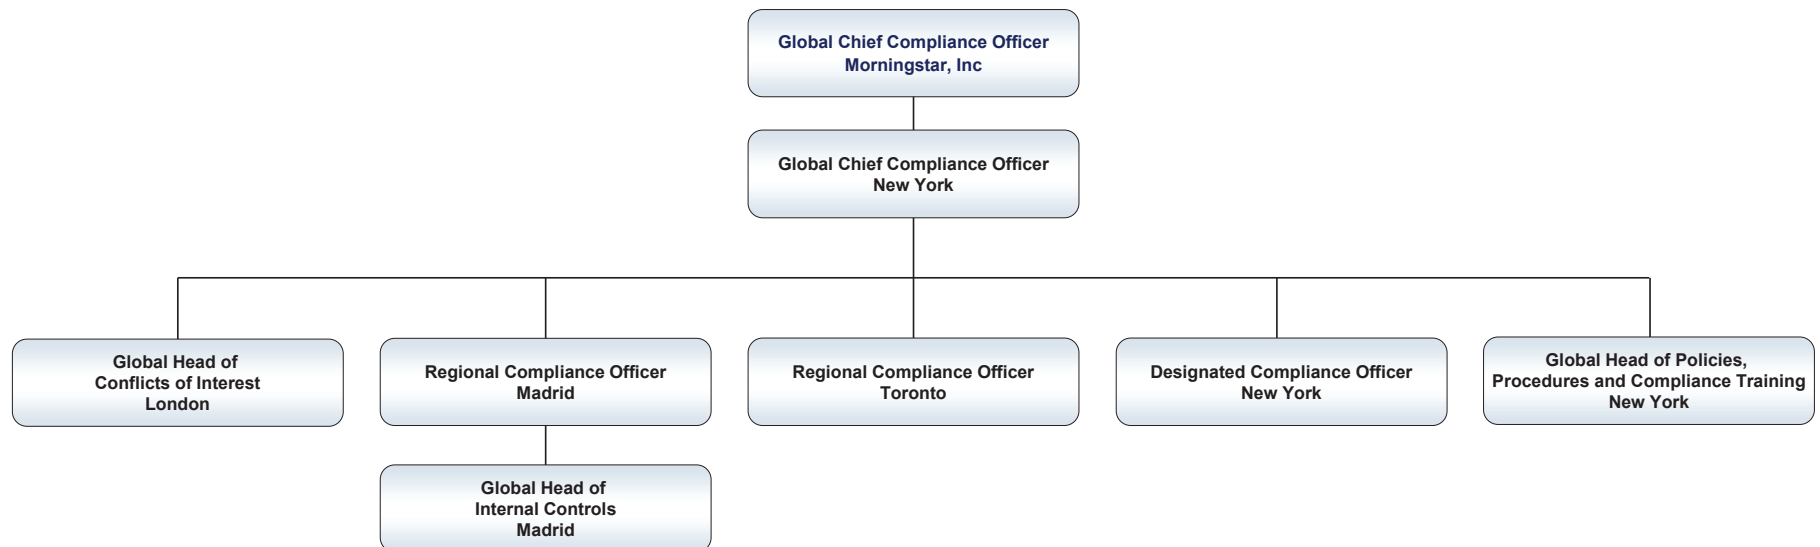 Global Chief Compliance Officer
Morningstar, Inc
Global Chief Compliance Officer
New York
Global Head of
Conflicts of Interest
London
Regional Compliance Officer
Madrid
Regional Compliance Officer
Toronto
Designated Compliance Officer
New York
Global Head of Policies,
Procedures and Compliance Training
New York
Global Head of
Internal Controls
Madrid